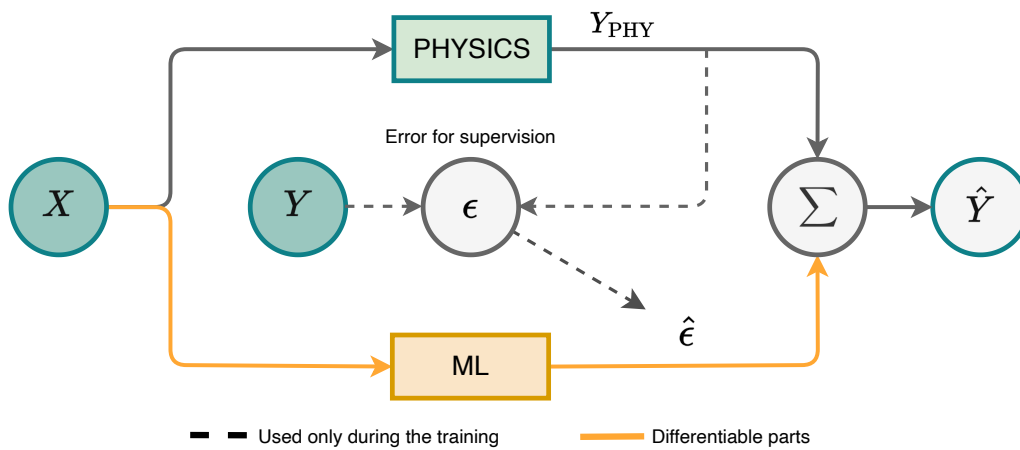 Y_PHY
PHYSICS
Error for supervision
X
Y
ϵ
∑
Ŷ
ϵ̂
ML
Used only during the training
Differentiable parts